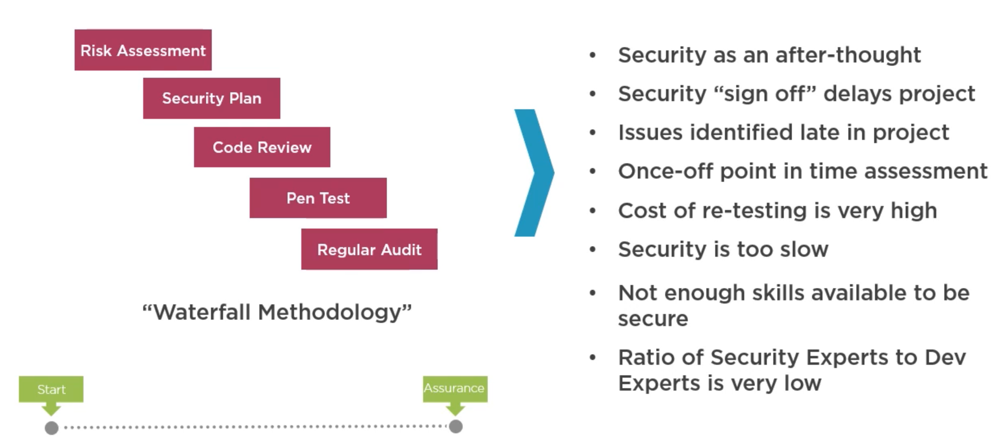 Risk Assessment
Security Plan
Code Review
Pen Test
Regular Audit
“Waterfall Methodology”
Start
Assurance
• Security as an after-thought
• Security “sign off” delays project
• Issues identified late in project
• Once-off point in time assessment
• Cost of re-testing is very high
• Security is too slow
• Not enough skills available to be
secure
• Ratio of Security Experts to Dev
Experts is very low